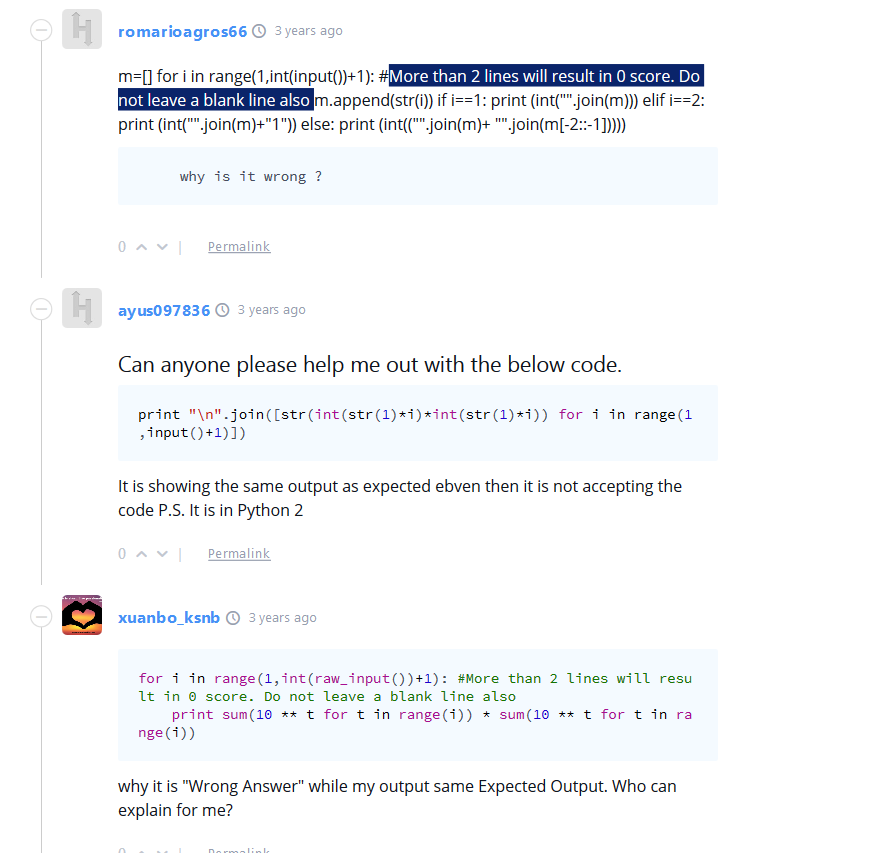 romarioagros66 3 years ago
m=[] for i in range(1,int(input())+1): #More than 2 lines will result in 0 score. Do
not leave a blank line also m.append(str(i)) if i==1: print (int("".join(m))) elif i==2:
print (int("".join(m)+"1")) else: print (int(("".join(m)+ "".join(m[-2::-1]))))
why is it wrong ?
0 | Permalink
ayus097836 3 years ago
Can anyone please help me out with the below code.
print "\n".join([str(int(str(1)*i)*int(str(1)*i)) for i in range(1
,input()+1)])
It is showing the same output as expected ebven then it is not accepting the
code P.S. It is in Python 2
0 | Permalink
xuanbo_ksnb 3 years ago
for i in range(1,int(raw_input())+1): #More than 2 lines will resu
lt in 0 score. Do not leave a blank line also
print sum(10 ** t for t in range(i)) * sum(10 ** t for t in ra
nge(i))
why it is "Wrong Answer" while my output same Expected Output. Who can
explain for me?
0 | Permalink